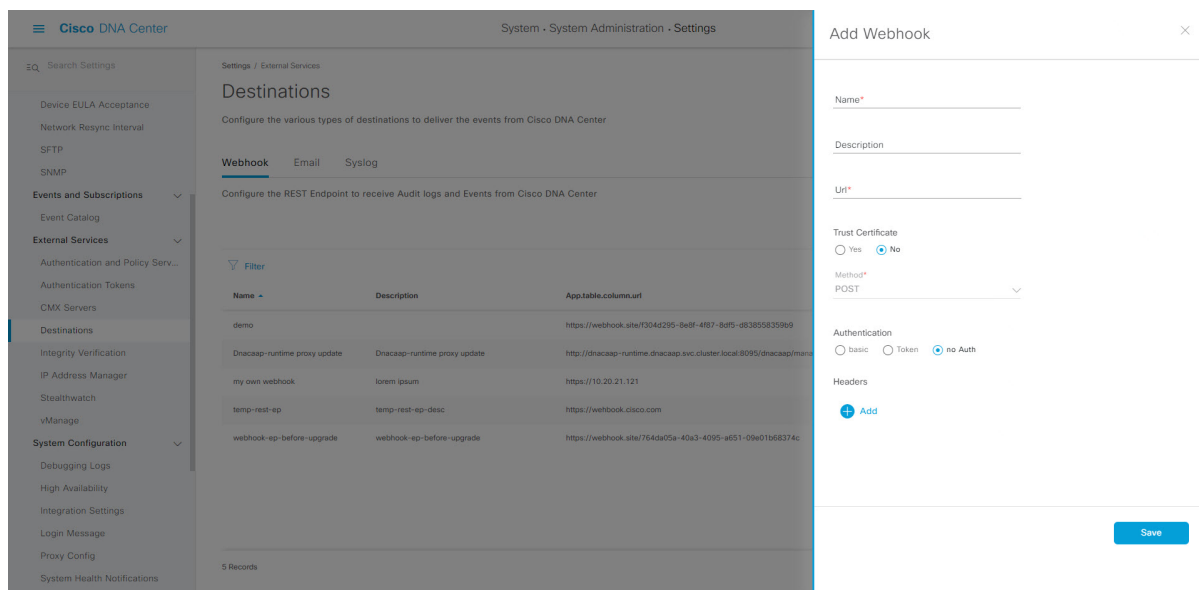 Cisco DNA Center
System • System Administration • Settings
Search Settings
Device EULA Acceptance
Network Resync Interval
SFTP
SNMP
Events and Subscriptions
Event Catalog
External Services
Authentication and Policy Serv...
Authentication Tokens
CMX Servers
Destinations
Integrity Verification
IP Address Manager
Stealthwatch
vManage
System Configuration
Debugging Logs
High Availability
Integration Settings
Login Message
Proxy Config
System Health Notifications
Settings / External Services
Destinations
Configure the various types of destinations to deliver the events from Cisco DNA Center
Webhook Email Syslog
Configure the REST Endpoint to receive Audit logs and Events from Cisco DNA Center
Filter
Name Description App.table.column.url
demo https://webhook.site/f304d295-8e8f-4f87-8df5-d838558359b9
Dnacaap-runtime proxy update Dnacaap-runtime proxy update http://dnacaap-runtime.dnacaap.svc.cluster.local:8095/dnacaap/mana
my own webhook lorem ipsum https://10.20.21.121
temp-rest-ep temp-rest-ep-desc https://wehbook.cisco.com
webhook-ep-before-upgrade webhook-ep-before-upgrade https://webhook.site/764da05a-40a3-4095-a651-09e01b68374c
5 Records
Add Webhook
Name*
Description
Url*
Trust Certificate
Yes No
Method*
POST
Authentication
basic Token no Auth
Headers
Add
Save